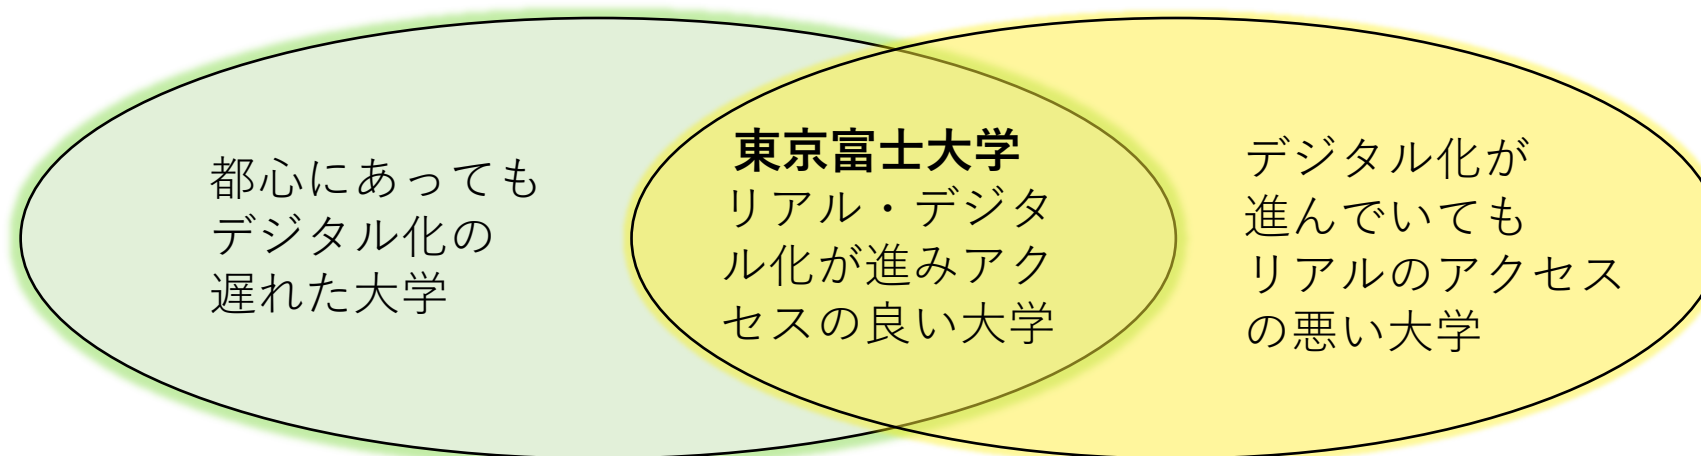 都心にあっても
デジタル化の
遅れた大学
東京富士大学
リアル・デジタ
ル化が進みアク
セスの良い大学
デジタル化が
進んでいても
リアルのアクセス
の悪い大学